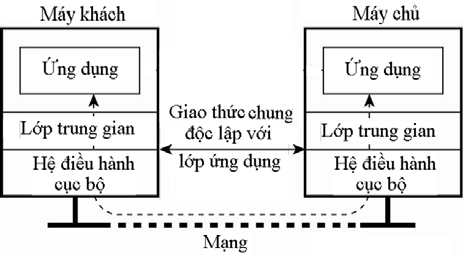 Máy khách
Máy chủ
Ứng dụng
Ứng dụng
Giao thức chung
độc lập với
lớp ứng dụng
Lớp trung gian
Lớp trung gian
Hệ điều hành
cục bộ
Hệ điều hành
cục bộ
Mạng